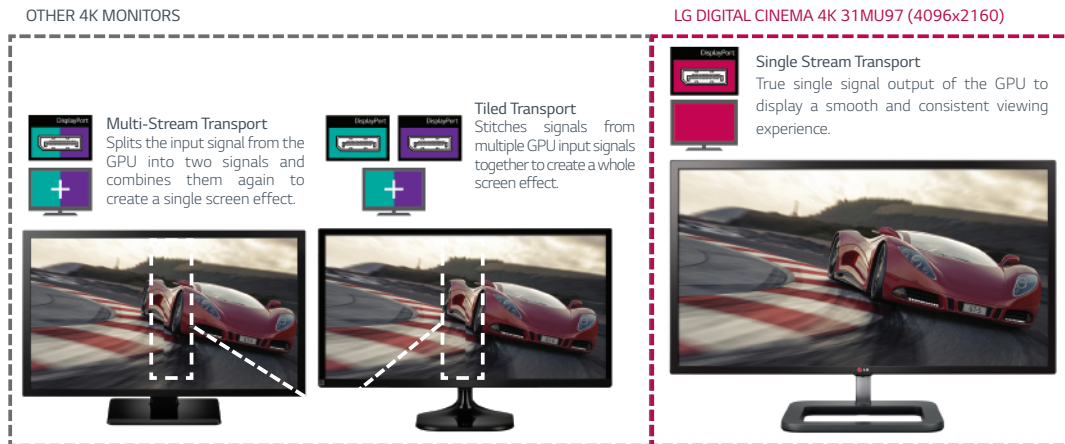 OTHER 4K MONITORS
DisplayPort
Multi-Stream Transport
Splits the input signal from the
GPU into two signals and
combines them again to
create a single screen effect.
DisplayPort
DisplayPort
Tiled Transport
Stitches signals from
multiple GPU input signals
together to create a whole
screen effect.
LG DIGITAL CINEMA 4K 31MU97 (4096x2160)
DisplayPort
Single Stream Transport
True single signal output of the GPU to
display a smooth and consistent viewing
experience.
LG